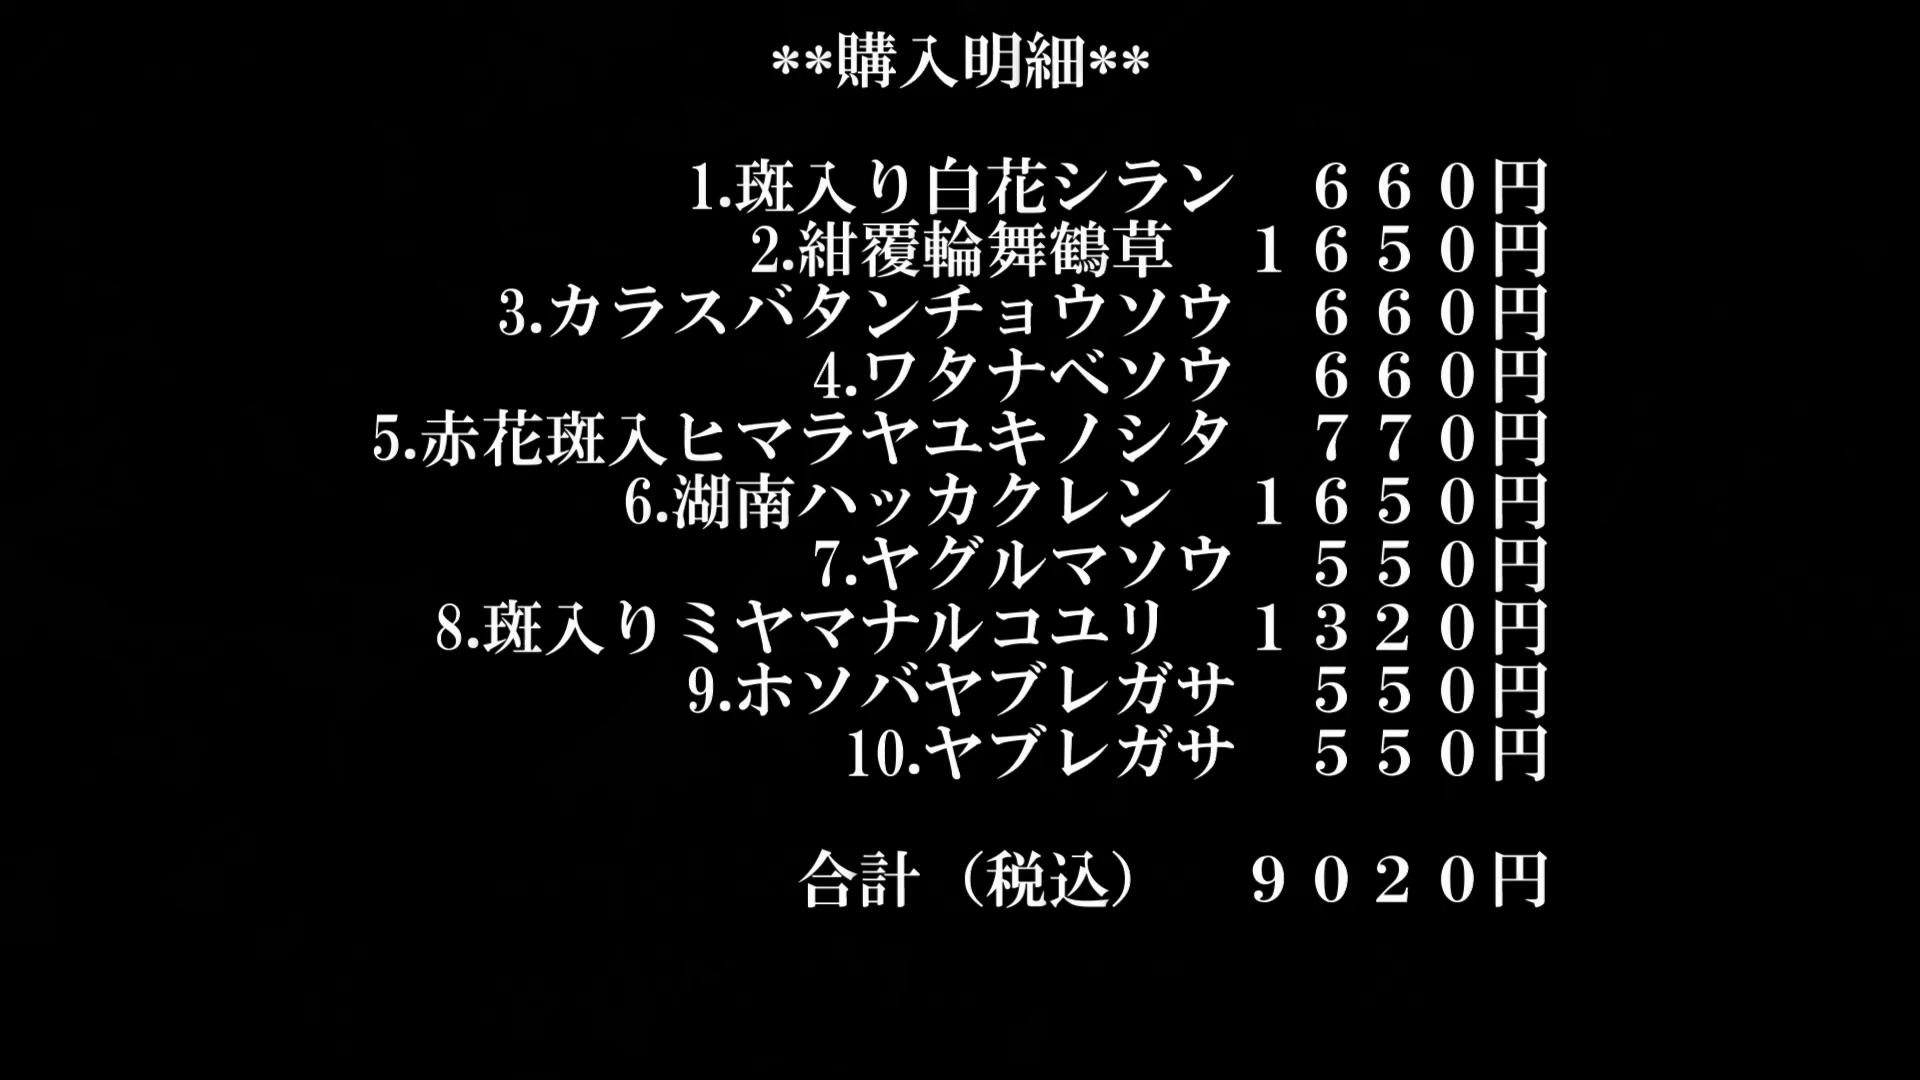 **購入明細**
1.斑入り白花シラン　６６０円
2.紺覆輪舞鶴草　１６５０円
3.カラスバタンチョウソウ　６６０円
4.ワタナベソウ　６６０円
5.赤花斑入ヒマラヤユキノシタ　７７０円
6.湖南ハッカクレン　１６５０円
7.ヤグルマソウ　５５０円
8.斑入りミヤマナルコユリ　１３２０円
9.ホソバヤブレガサ　５５０円
10.ヤブレガサ　５５０円
合計（税込）　９０２０円